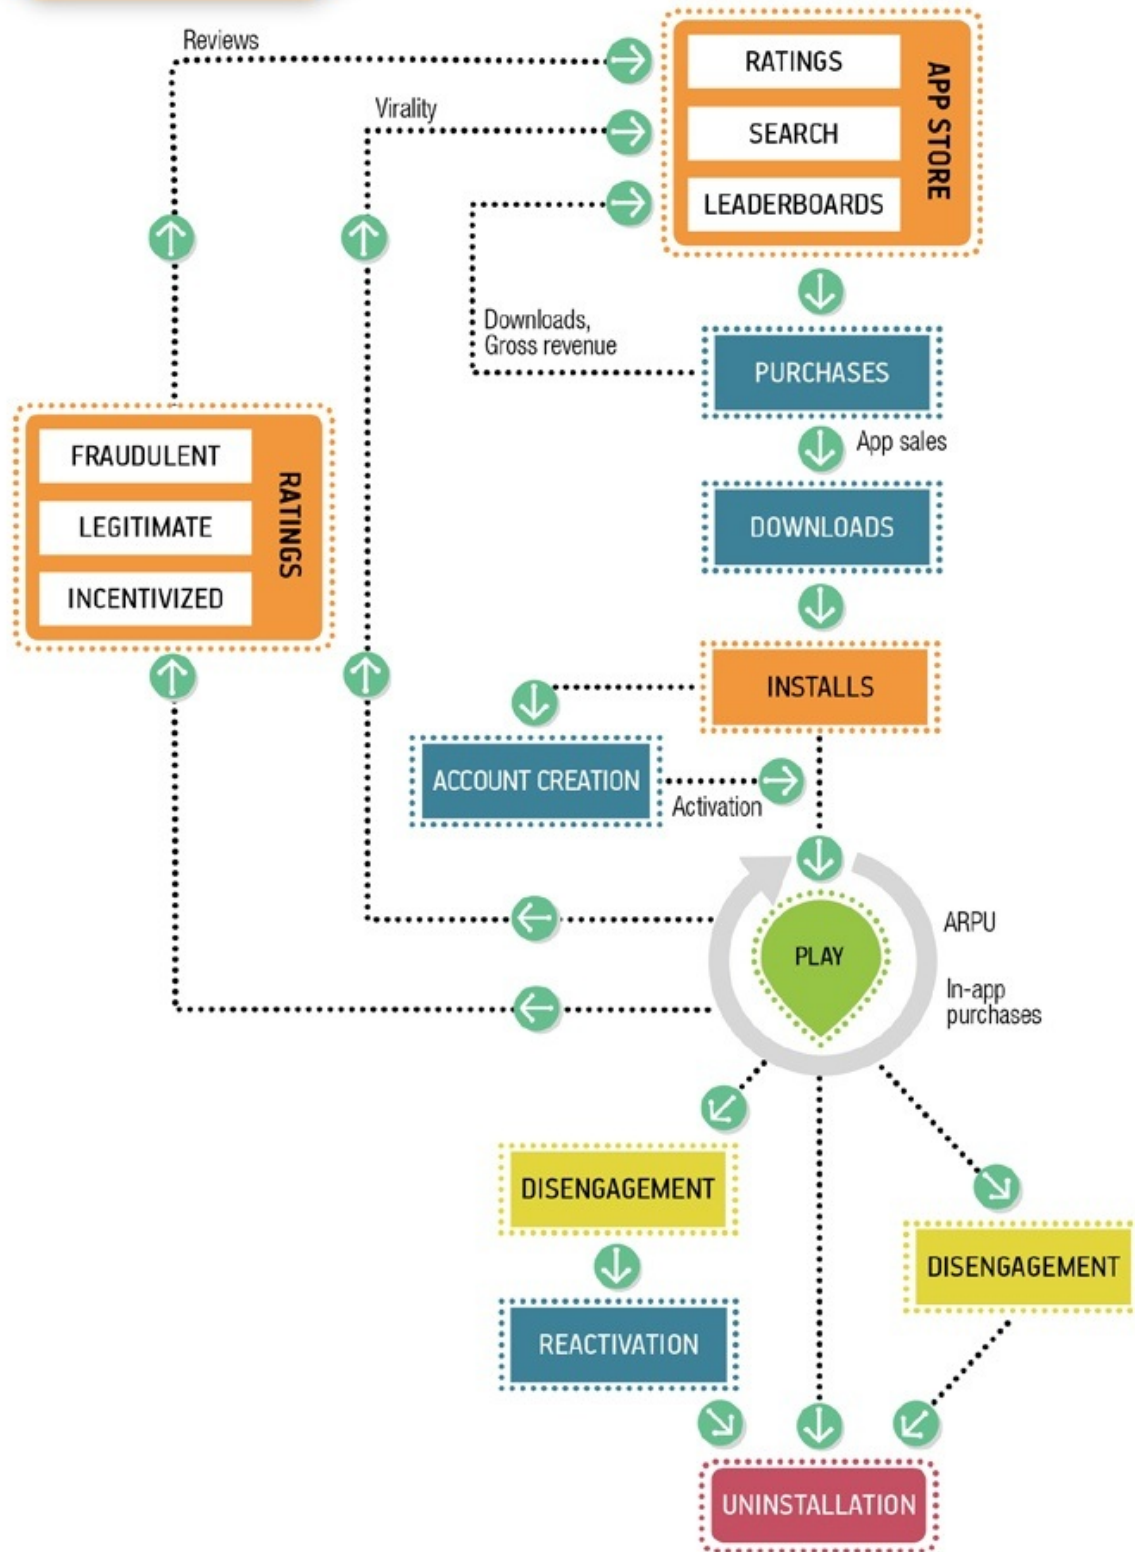 Reviews
RATINGS
APP STORE
Virality
SEARCH
LEADERBOARDS
Downloads,
Gross revenue
PURCHASES
App sales
FRAUDULENT
LEGITIMATE
INCENTIVIZED
RATINGS
DOWNLOADS
INSTALLS
ACCOUNT CREATION
Activation
PLAY
ARPU
In-app
purchases
DISENGAGEMENT
DISENGAGEMENT
REACTIVATION
UNINSTALLATION